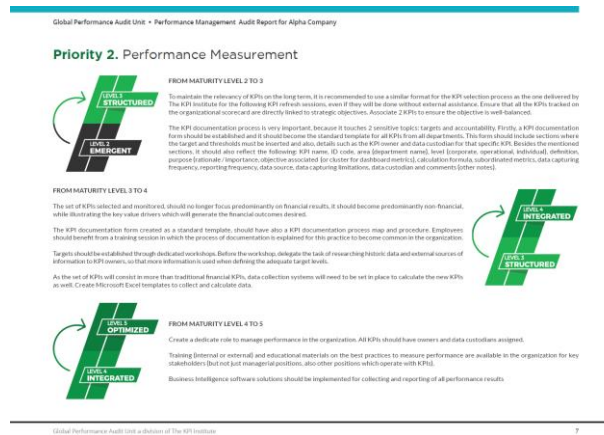 Global Performance Audit Unit • Performance Management Audit Report for Alpha Company
Priority 2. Performance Measurement
FROM MATURITY LEVEL 2 TO 3
LEVEL 3
STRUCTURED
LEVEL 2
EMERGENT
To maintain the relevancy of KPIs on the long term, it is recommended to use a similar format for the KPI selection process as the one delivered by
The KPI Institute for the following KPI refresh sessions, even if they will be done without external assistance. Ensure that all the KPIs tracked on
the organizational scorecard are directly linked to strategic objectives. Associate 2 KPIs to ensure the objective is well-balanced.
The KPI documentation process is very important, because it touches 2 sensitive topics: targets and accountability. Firstly, a KPI documentation
form should be established and it should become the standard template for all KPIs from all departments. This form should include sections where
the target and thresholds must be inserted and also, details such as the KPI owner and data custodian for that specific KPI. Besides the mentioned
sections, it should also reflect the following: KPI name, ID code, area (department name), level (corporate, operational, individual), definition,
purpose (rationale / importance, objective associated (or cluster for dashboard metrics), calculation formula, subordinated metrics, data capturing
frequency, reporting frequency, data source, data capturing limitations, data custodian and comments (other notes).
FROM MATURITY LEVEL 3 TO 4
The set of KPIs selected and monitored, should no longer focus predominantly on financial results, it should become predominantly non-financial,
while illustrating the key value drivers which will generate the financial outcomes desired.
The KPI documentation form created as a standard template, should have also a KPI documentation process map and procedure. Employees
should benefit from a training session in which the process of documentation is explained for this practice to become common in the organization.
Targets should be established through dedicated workshops. Before the workshop, delegate the task of researching historic data and external sources of
information to KPI owners, so that more information is used when defining the adequate target levels.
As the set of KPIs will consist in more than traditional financial KPIs, data collection systems will need to be set in place to calculate the new KPIs
as well. Create Microsoft Excel templates to collect and calculate data.
LEVEL 4
INTEGRATED
LEVEL 3
STRUCTURED
LEVEL 5
OPTIMIZED
LEVEL 4
INTEGRATED
FROM MATURITY LEVEL 4 TO 5
Create a dedicate role to manage performance in the organization. All KPIs should have owners and data custodians assigned.
Training (internal or external) and educational materials on the best practices to measure performance are available in the organization for key
stakeholders (but not just managerial positions, also other positions which operate with KPIs).
Business Intelligence software solutions should be implemented for collecting and reporting of all performance results
Global Performance Audit Unit a division of The KPI Institute
7